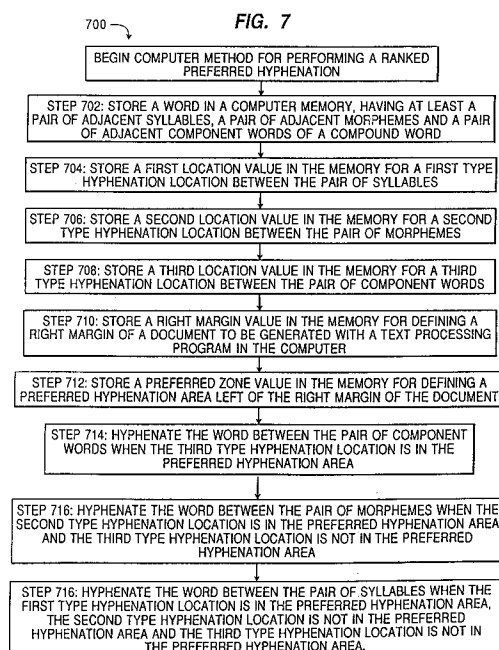 FIG. 7
700
BEGIN COMPUTER METHOD FOR PERFORMING A RANKED
PREFERRED HYPHENATION
STEP 702: STORE A WORD IN A COMPUTER MEMORY, HAVING AT LEAST A
PAIR OF ADJACENT SYLLABLES, A PAIR OF ADJACENT MORPHEMES AND A PAIR
OF ADJACENT COMPONENT WORDS OF A COMPOUND WORD
STEP 704: STORE A FIRST LOCATION VALUE IN THE MEMORY FOR A FIRST TYPE
HYPHENATION LOCATION BETWEEN THE PAIR OF SYLLABLES
STEP 706: STORE A SECOND LOCATION VALUE IN THE MEMORY FOR A SECOND
TYPE HYPHENATION LOCATION BETWEEN THE PAIR OF MORPHEMES
STEP 708: STORE A THIRD LOCATION VALUE IN THE MEMORY FOR A THIRD TYPE
HYPHENATION LOCATION BETWEEN THE PAIR OF COMPONENT WORDS
STEP 710: STORE A RIGHT MARGIN VALUE IN THE MEMORY FOR DEFINING A
RIGHT MARGIN OF A DOCUMENT TO BE GENERATED WITH A TEXT PROCESSING
PROGRAM IN THE COMPUTER
STEP 712: STORE A PREFERRED ZONE VALUE IN THE MEMORY FOR DEFINING A
PREFERRED HYPHENATION AREA LEFT OF THE RIGHT MARGIN OF THE DOCUMENT
STEP 714: HYPHENATE THE WORD BETWEEN THE PAIR OF COMPONENT
WORDS WHEN THE THIRD TYPE HYPHENATION LOCATION IS IN THE
PREFERRED HYPHENATION AREA
STEP 716: HYPHENATE THE WORD BETWEEN THE PAIR OF MORPHEMES WHEN THE
SECOND TYPE HYPHENATION LOCATION IS IN THE PREFERRED HYPHENATION AREA
AND THE THIRD TYPE HYPHENATION LOCATION IS NOT IN THE PREFERRED
HYPHENATION AREA
STEP 716: HYPHENATE THE WORD BETWEEN THE PAIR OF SYLLABLES WHEN THE
FIRST TYPE HYPHENATION LOCATION IS IN THE PREFERRED HYPHENATION AREA,
THE SECOND TYPE HYPHENATION LOCATION IS NOT IN THE PREFERRED
HYPHENATION AREA AND THE THIRD TYPE HYPHENATION LOCATION IS NOT IN
THE PREFERRED HYPHENATION AREA.